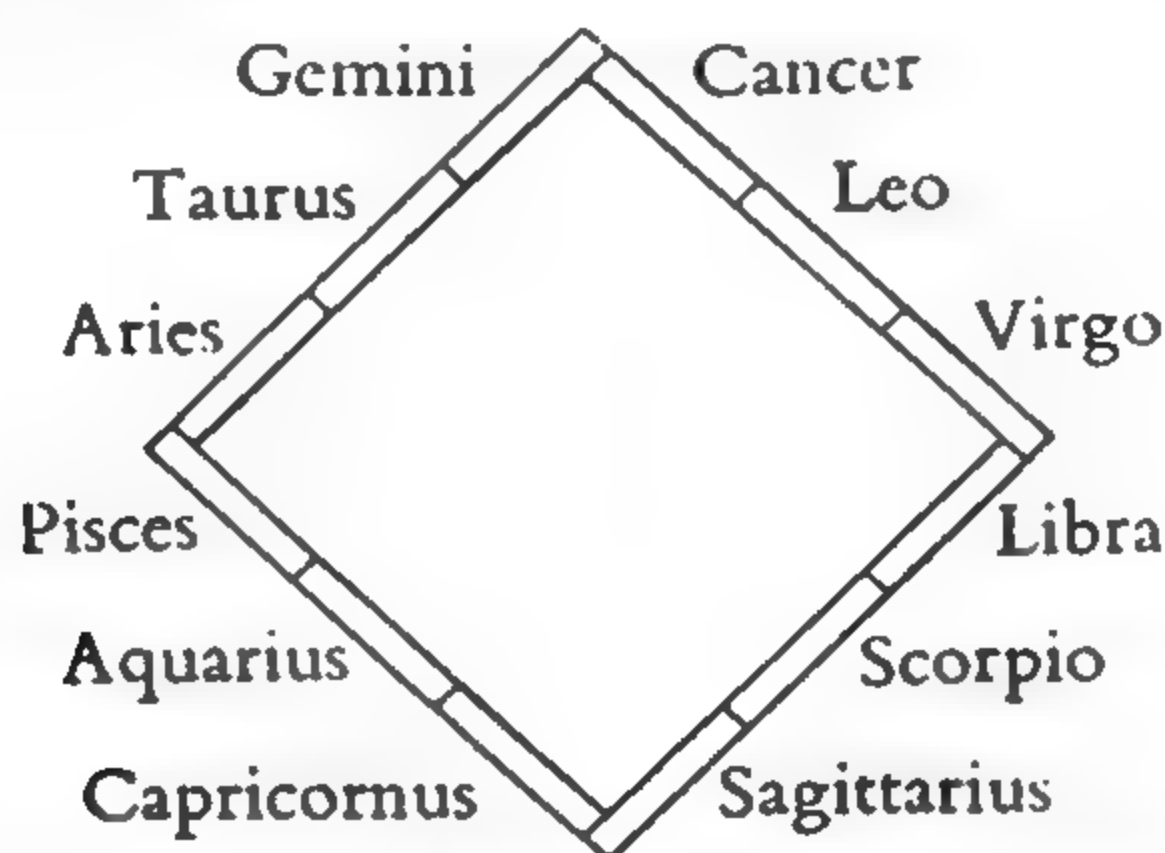 Gemini Cancer
Taurus Leo
Aries Virgo
Pisces Libra
Aquarius Scorpio
Capricornus Sagittarius